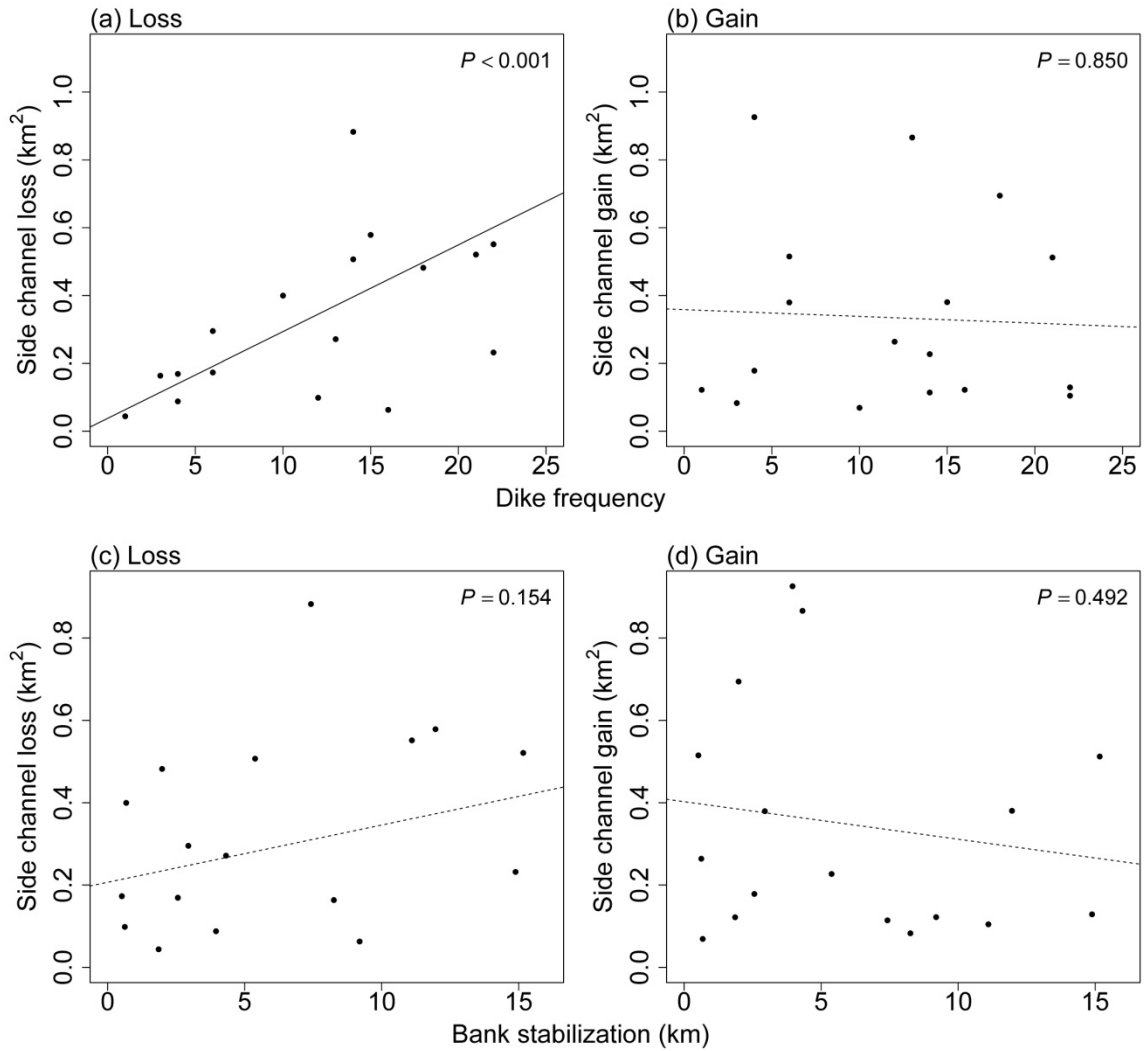 (a) Loss
(b) Gain
P < 0.001
P = 0.850
Side channel loss (km²)
0.0 0.2 0.4 0.6 0.8 1.0
Side channel gain (km²)
0.0 0.2 0.4 0.6 0.8 1.0
0 5 10 15 20 25
0 5 10 15 20 25
Dike frequency
(c) Loss
(d) Gain
P = 0.154
P = 0.492
Side channel loss (km²)
0.0 0.2 0.4 0.6 0.8
Side channel gain (km²)
0.0 0.2 0.4 0.6 0.8
0 5 10 15
0 5 10 15
Bank stabilization (km)